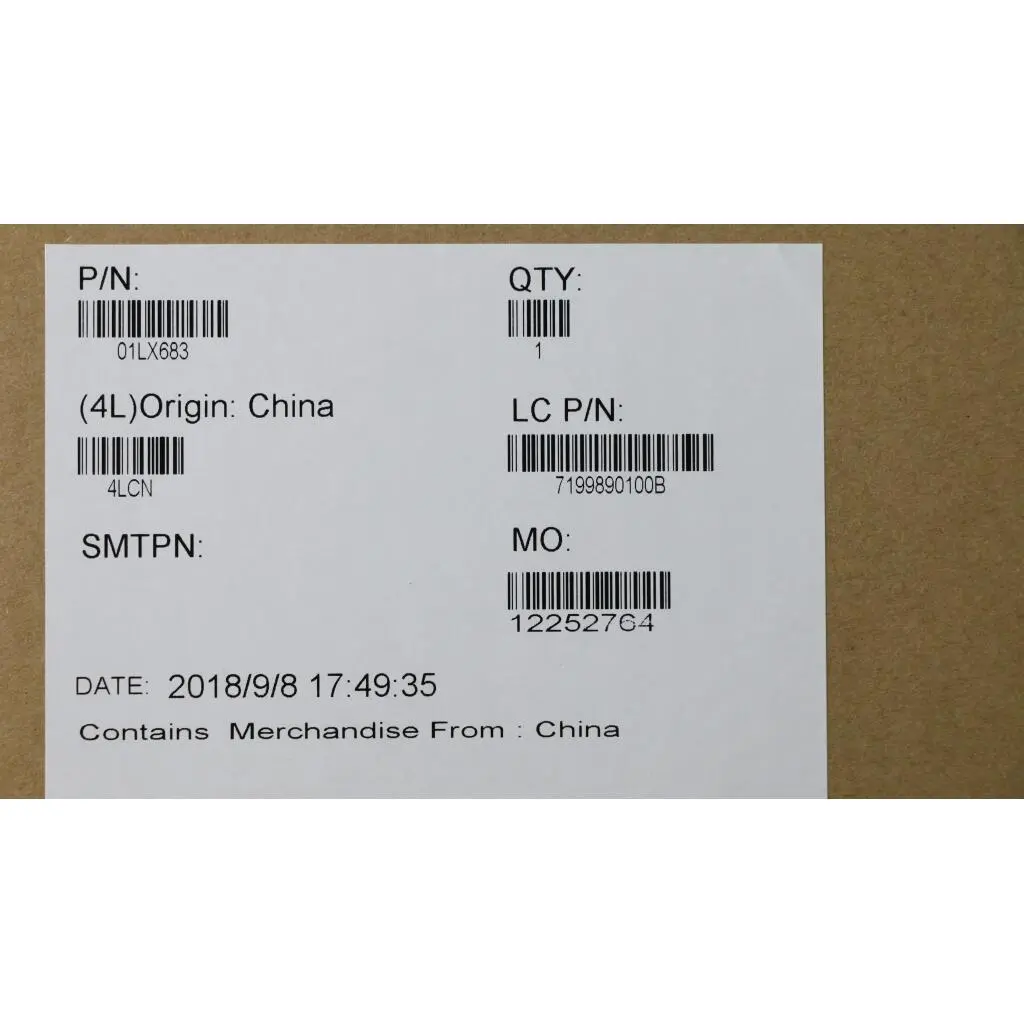 P/N:
01LX683
QTY:
1
(4L)Origin: China
4LCN
LC P/N:
7199890100B
SMTPN:
MO:
12252764
DATE: 2018/9/8 17:49:35
Contains Merchandise From : China